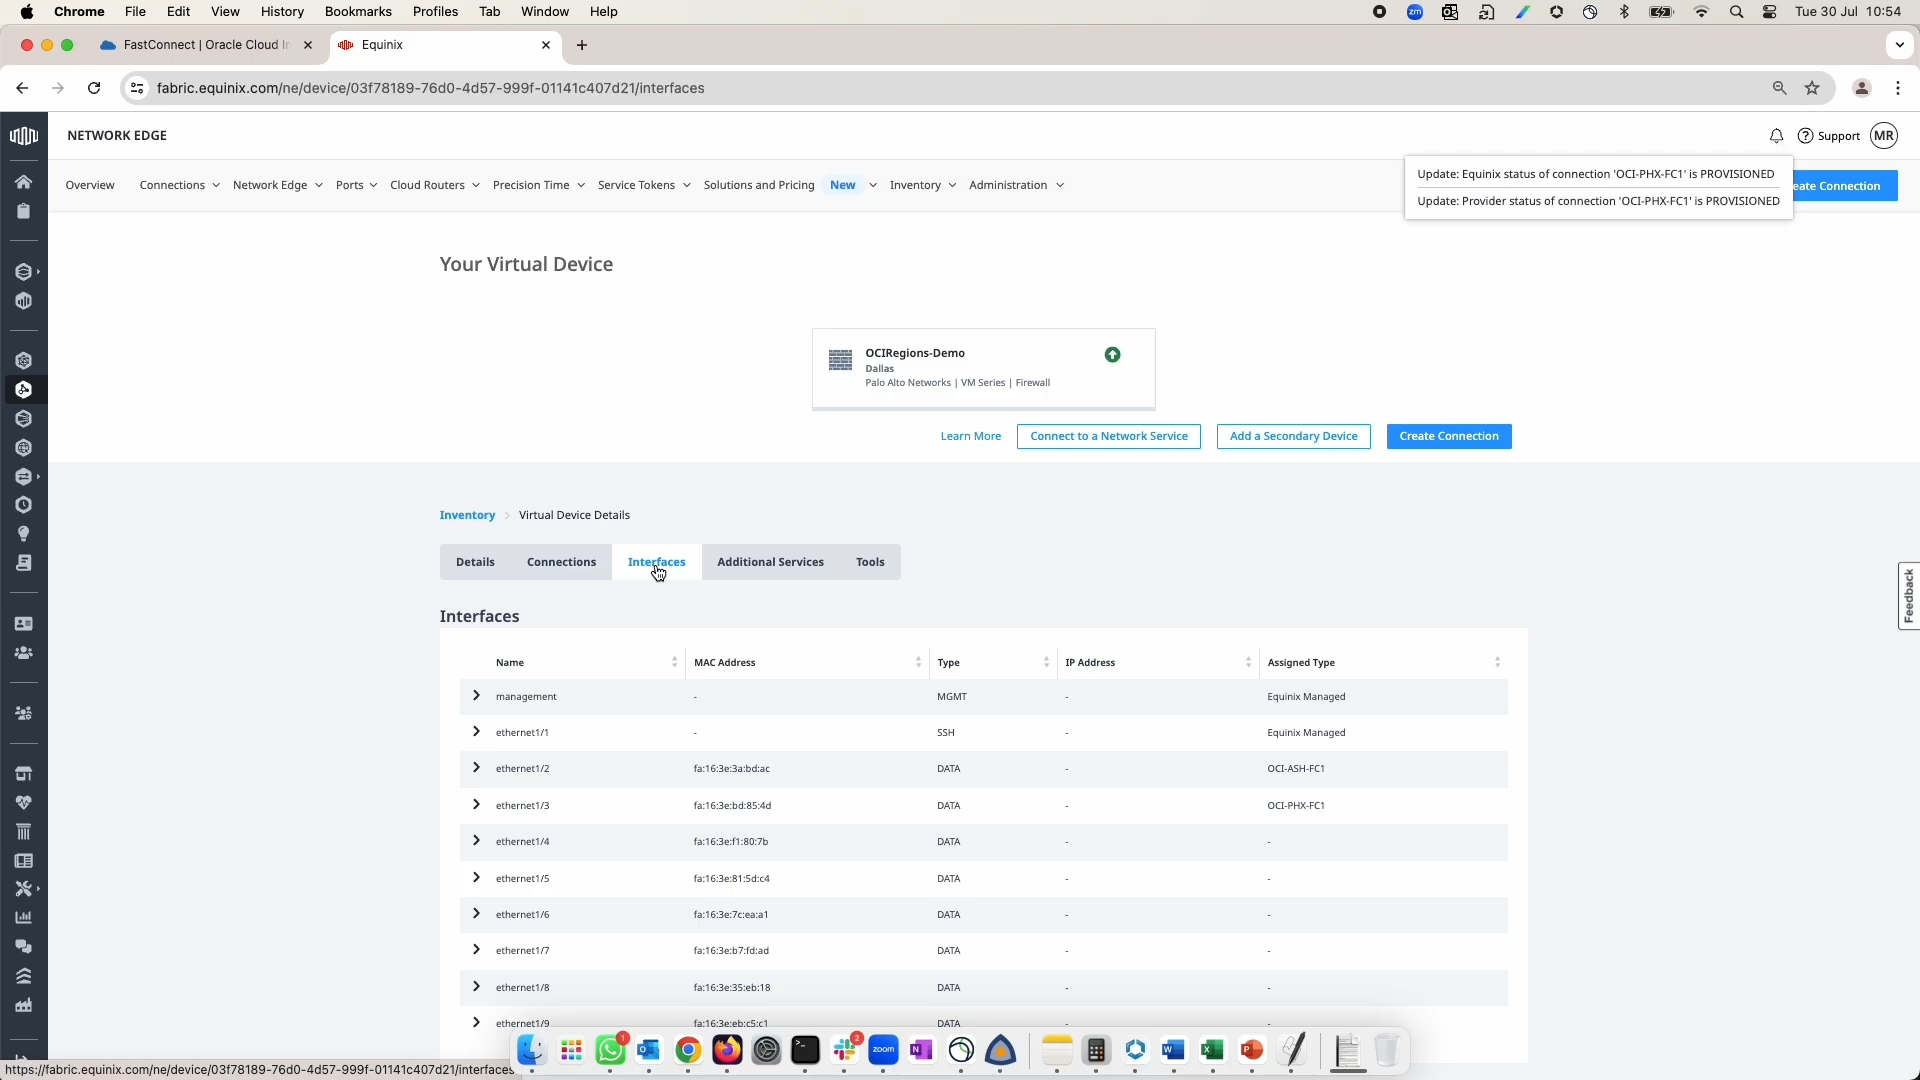 Chrome File Edit View History Bookmarks Profiles Tab Window Help
zm
Tue 30 Jul 10:54
FastConnect | Oracle Cloud In
Equinix
fabric.equinix.com/ne/device/03f78189-76d0-4d57-999f-01141c407d21/interfaces
NETWORK EDGE
Support
MR
Overview Connections Network Edge Ports Cloud Routers Precision Time Service Tokens Solutions and Pricing New Inventory Administration
eate Connection
Update: Equinix status of connection 'OCI-PHX-FC1' is PROVISIONED
Update: Provider status of connection 'OCI-PHX-FC1' is PROVISIONED
Your Virtual Device
OCIRegions-Demo
Dallas
Palo Alto Networks | VM Series | Firewall
Learn More Connect to a Network Service Add a Secondary Device Create Connection
Inventory > Virtual Device Details
Details Connections Interfaces Additional Services Tools
Feedback
Interfaces
Name MAC Address Type IP Address Assigned Type
management - MGMT - Equinix Managed
ethernet1/1 - SSH - Equinix Managed
ethernet1/2 fa:16:3e:3a:bd:ac DATA - OCI-ASH-FC1
ethernet1/3 fa:16:3e:bd:85:4d DATA - OCI-PHX-FC1
ethernet1/4 fa:16:3e:f1:80:7b DATA - -
ethernet1/5 fa:16:3e:81:5d:c4 DATA - -
ethernet1/6 fa:16:3e:7c:ea:a1 DATA - -
ethernet1/7 fa:16:3e:b7:fd:ad DATA - -
ethernet1/8 fa:16:3e:35:eb:18 DATA - -
ethernet1/9 fa:16:3e:eb:c5:c1 DATA
1
2
zoom
https://fabric.equinix.com/ne/device/03f78189-76d0-4d57-999f-01141c407d21/interfaces